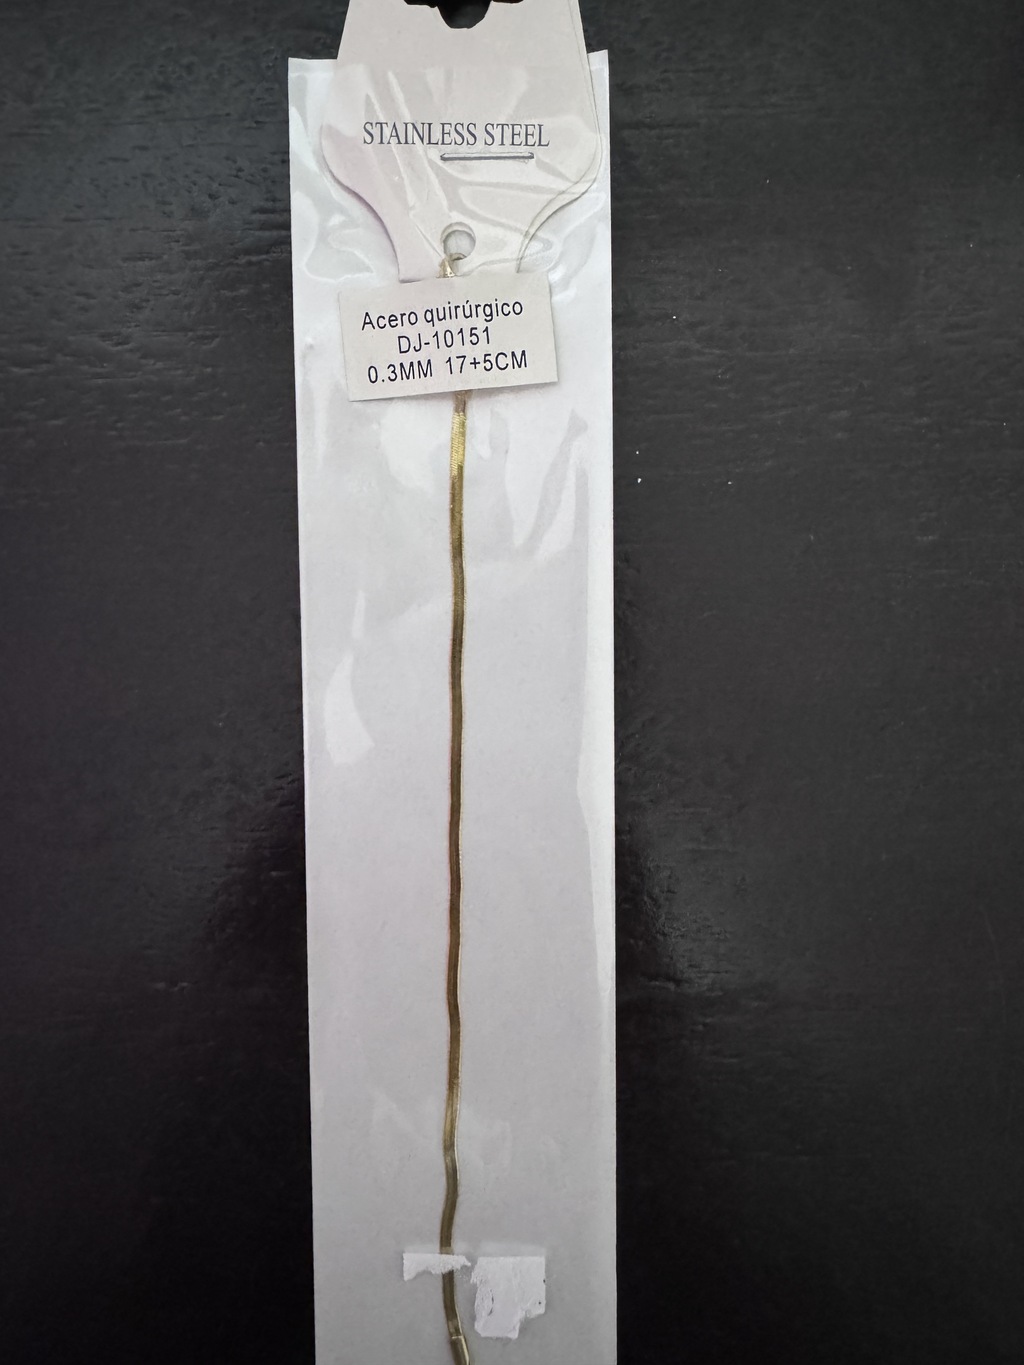 STAINLESS STEEL
Acero quirúrgico
DJ-10151
0.3MM 17+5CM